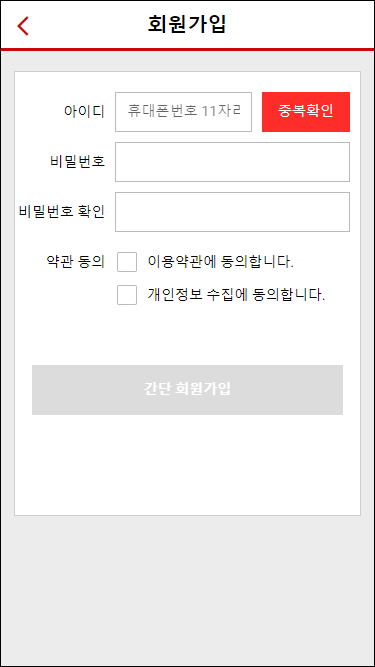 회원가입
아이디 휴대폰번호 11자리 중복확인
비밀번호
비밀번호 확인
약관 동의 이용약관에 동의합니다.
개인정보 수집에 동의합니다.
간단 회원가입